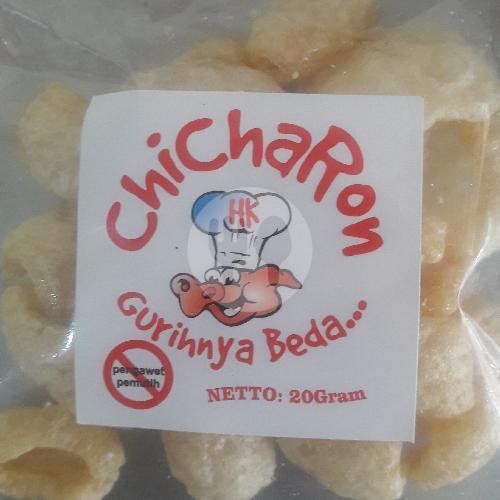 ChiChaRon
HK
Gurihnya Beda...
pengawet
pemutih
NETTO: 20Gram